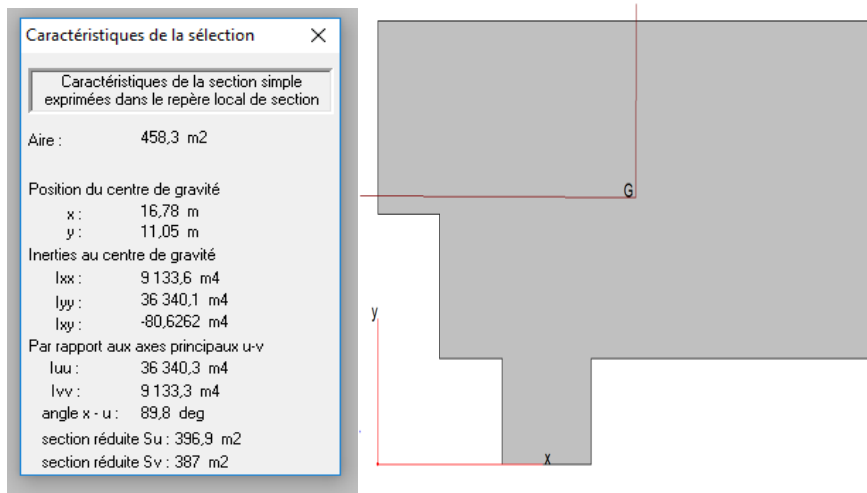 Caractéristiques de la sélection
Caractéristiques de la section simple
exprimées dans le repère local de section
Aire : 458,3 m2
Position du centre de gravité
x : 16,78 m
y : 11,05 m
Inerties au centre de gravité
Ixx : 9 133,6 m4
Iyy : 36 340,1 m4
Ixy : -80,6262 m4
Par rapport aux axes principaux u-v
Iuu : 36 340,3 m4
Ivv : 9 133,3 m4
angle x - u : 89,8 deg
section réduite Su : 396,9 m2
section réduite Sv : 387 m2
G
y
x